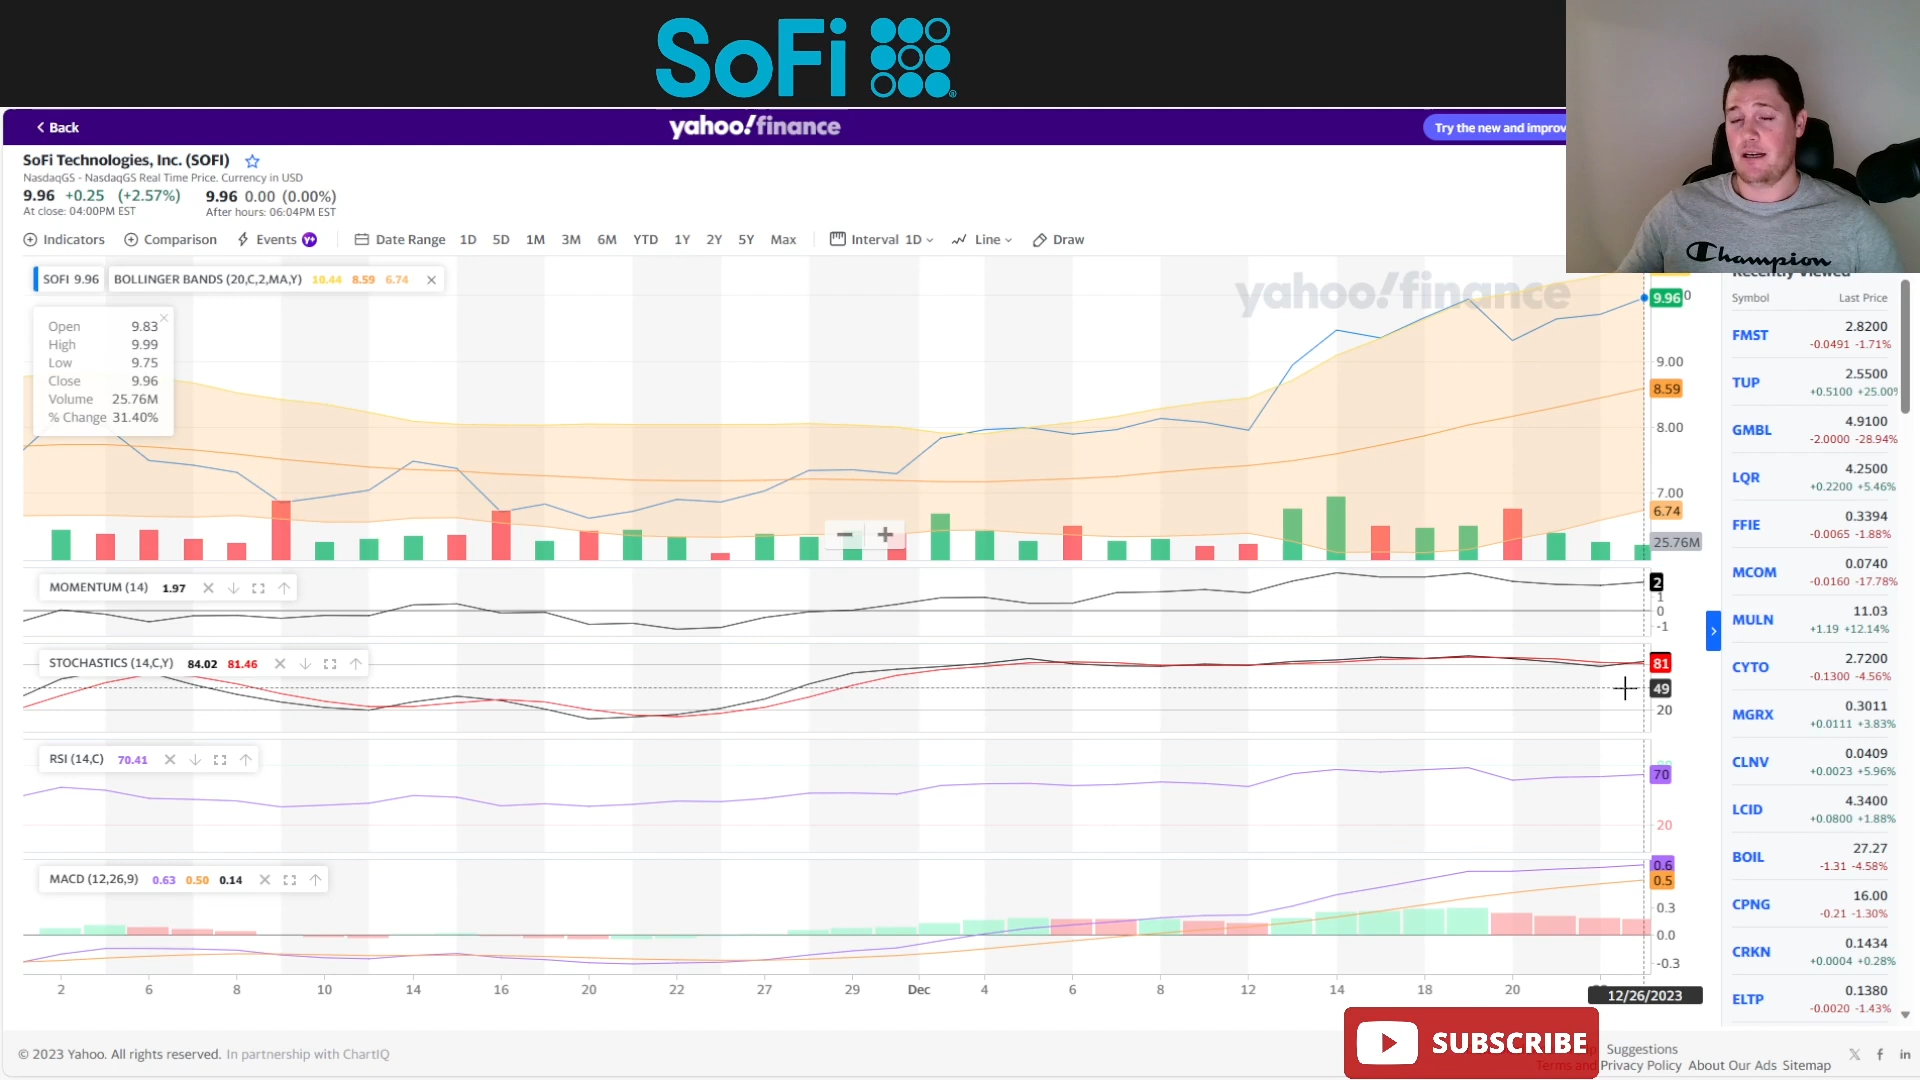 SoFi
Back
yahoo!finance
Try the new and improv
SoFi Technologies, Inc. (SOFI)
NasdaqGS - NasdaqGS Real Time Price. Currency in USD
9.96 +0.25 (+2.57%) 9.96 0.00 (0.00%)
At close: 04:00PM EST After hours: 06:04PM EST
Indicators Comparison Events Y+ Date Range 1D 5D 1M 3M 6M YTD 1Y 2Y 5Y Max Interval 1D Line Draw
SOFI 9.96 BOLLINGER BANDS (20,C,2,MA,Y) 10.44 8.59 6.74
yahoo!finance
Open 9.83
High 9.99
Low 9.75
Close 9.96
Volume 25.76M
% Change 31.40%
9.96
9.00
8.59
8.00
7.00
6.74
25.76M
MOMENTUM (14) 1.97
2
1
0
-1
STOCHASTICS (14,C,Y) 84.02 81.46
81
49
20
RSI (14,C) 70.41
70
20
MACD (12,26,9) 0.63 0.50 0.14
0.6
0.5
0.3
0.0
-0.3
2 6 8 10 14 16 20 22 27 29 Dec 4 6 8 12 14 18 20
12/26/2023
Champion
Recently Viewed
Symbol Last Price
FMST 2.8200
-0.0491 -1.71%
TUP 2.5500
+0.5100 +25.00%
GMBL 4.9100
-2.0000 -28.94%
LQR 4.2500
+0.2200 +5.46%
FFIE 0.3394
-0.0065 -1.88%
MCOM 0.0740
-0.0160 -17.78%
MULN 11.03
+1.19 +12.14%
CYTO 2.7200
-0.1300 -4.56%
MGRX 0.3011
+0.0111 +3.83%
CLNV 0.0409
+0.0023 +5.96%
LCID 4.3400
+0.0800 +1.88%
BOIL 27.27
-1.31 -4.58%
CPNG 16.00
-0.21 -1.30%
CRKN 0.1434
+0.0004 +0.28%
ELTP 0.1380
-0.0020 -1.43%
SUBSCRIBE
© 2023 Yahoo. All rights reserved. In partnership with ChartIQ
Suggestions
Terms and Privacy Policy About Our Ads Sitemap